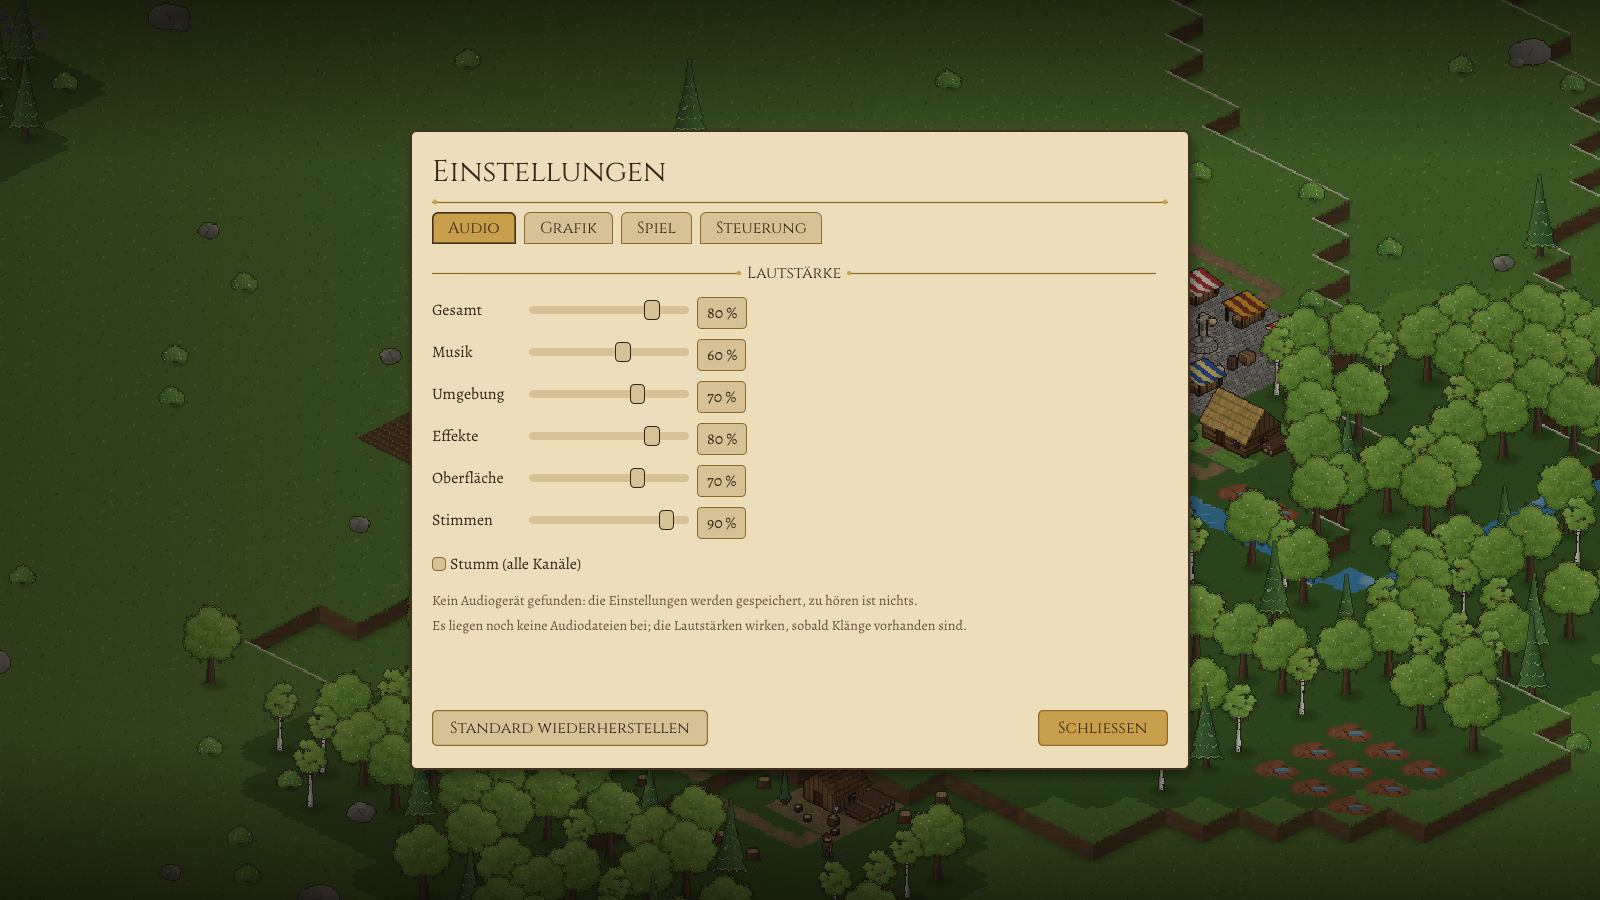 Einstellungen
Audio Grafik Spiel Steuerung
Lautstärke
Gesamt 80 %
Musik 60 %
Umgebung 70 %
Effekte 80 %
Oberfläche 70 %
Stimmen 90 %
Stumm (alle Kanäle)
Kein Audiogerät gefunden: die Einstellungen werden gespeichert, zu hören ist nichts.
Es liegen noch keine Audiodateien bei; die Lautstärken wirken, sobald Klänge vorhanden sind.
Standard wiederherstellen Schliessen